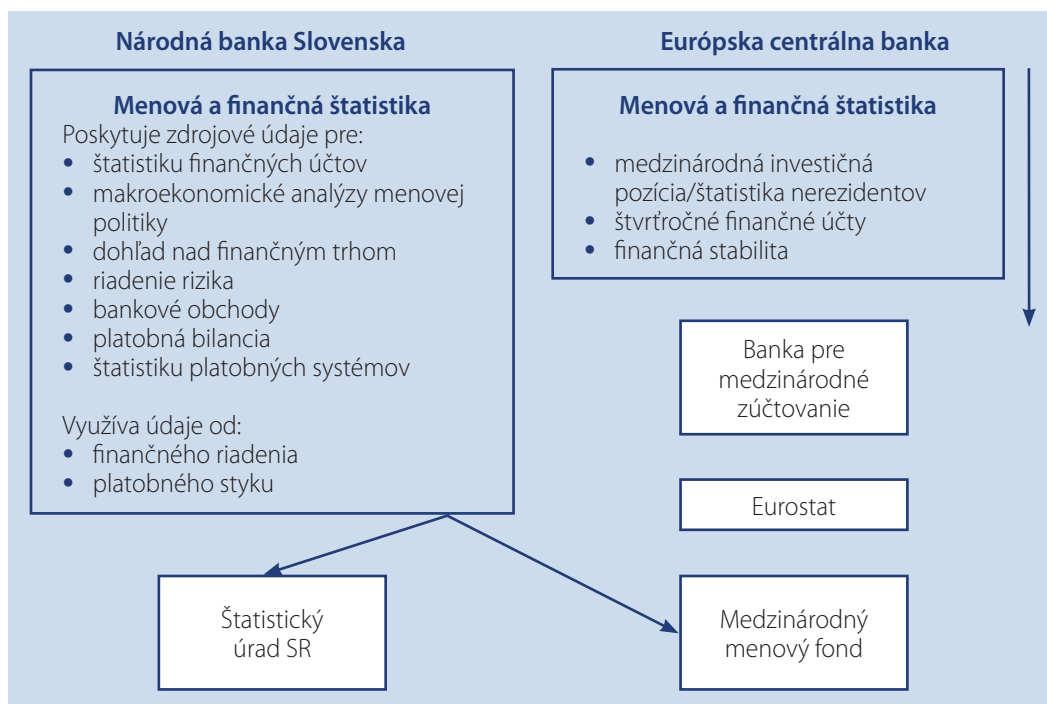 Národná banka Slovenska
Menová a finančná štatistika
Poskytuje zdrojové údaje pre:
• štatistiku finančných účtov
• makroekonomické analýzy menovej
politiky
• dohľad nad finančným trhom
• riadenie rizika
• bankové obchody
• platobná bilancia
• štatistiku platobných systémov
Využíva údaje od:
• finančného riadenia
• platobného styku
Európska centrálna banka
Menová a finančná štatistika
• medzinárodná investičná
pozícia/štatistika nerezidentov
• štvrťročné finančné účty
• finančná stabilita
Banka pre
medzinárodné
zúčtovanie
Eurostat
Štatistický
úrad SR
Medzinárodný
menový fond